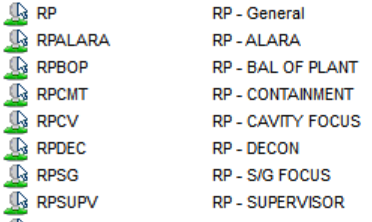 RP RP - General
RPALARA RP - ALARA
RPBOP RP - BAL OF PLANT
RPCMT RP - CONTAINMENT
RPCV RP - CAVITY FOCUS
RPDEC RP - DECON
RPSG RP - S/G FOCUS
RPSUPV RP - SUPERVISOR